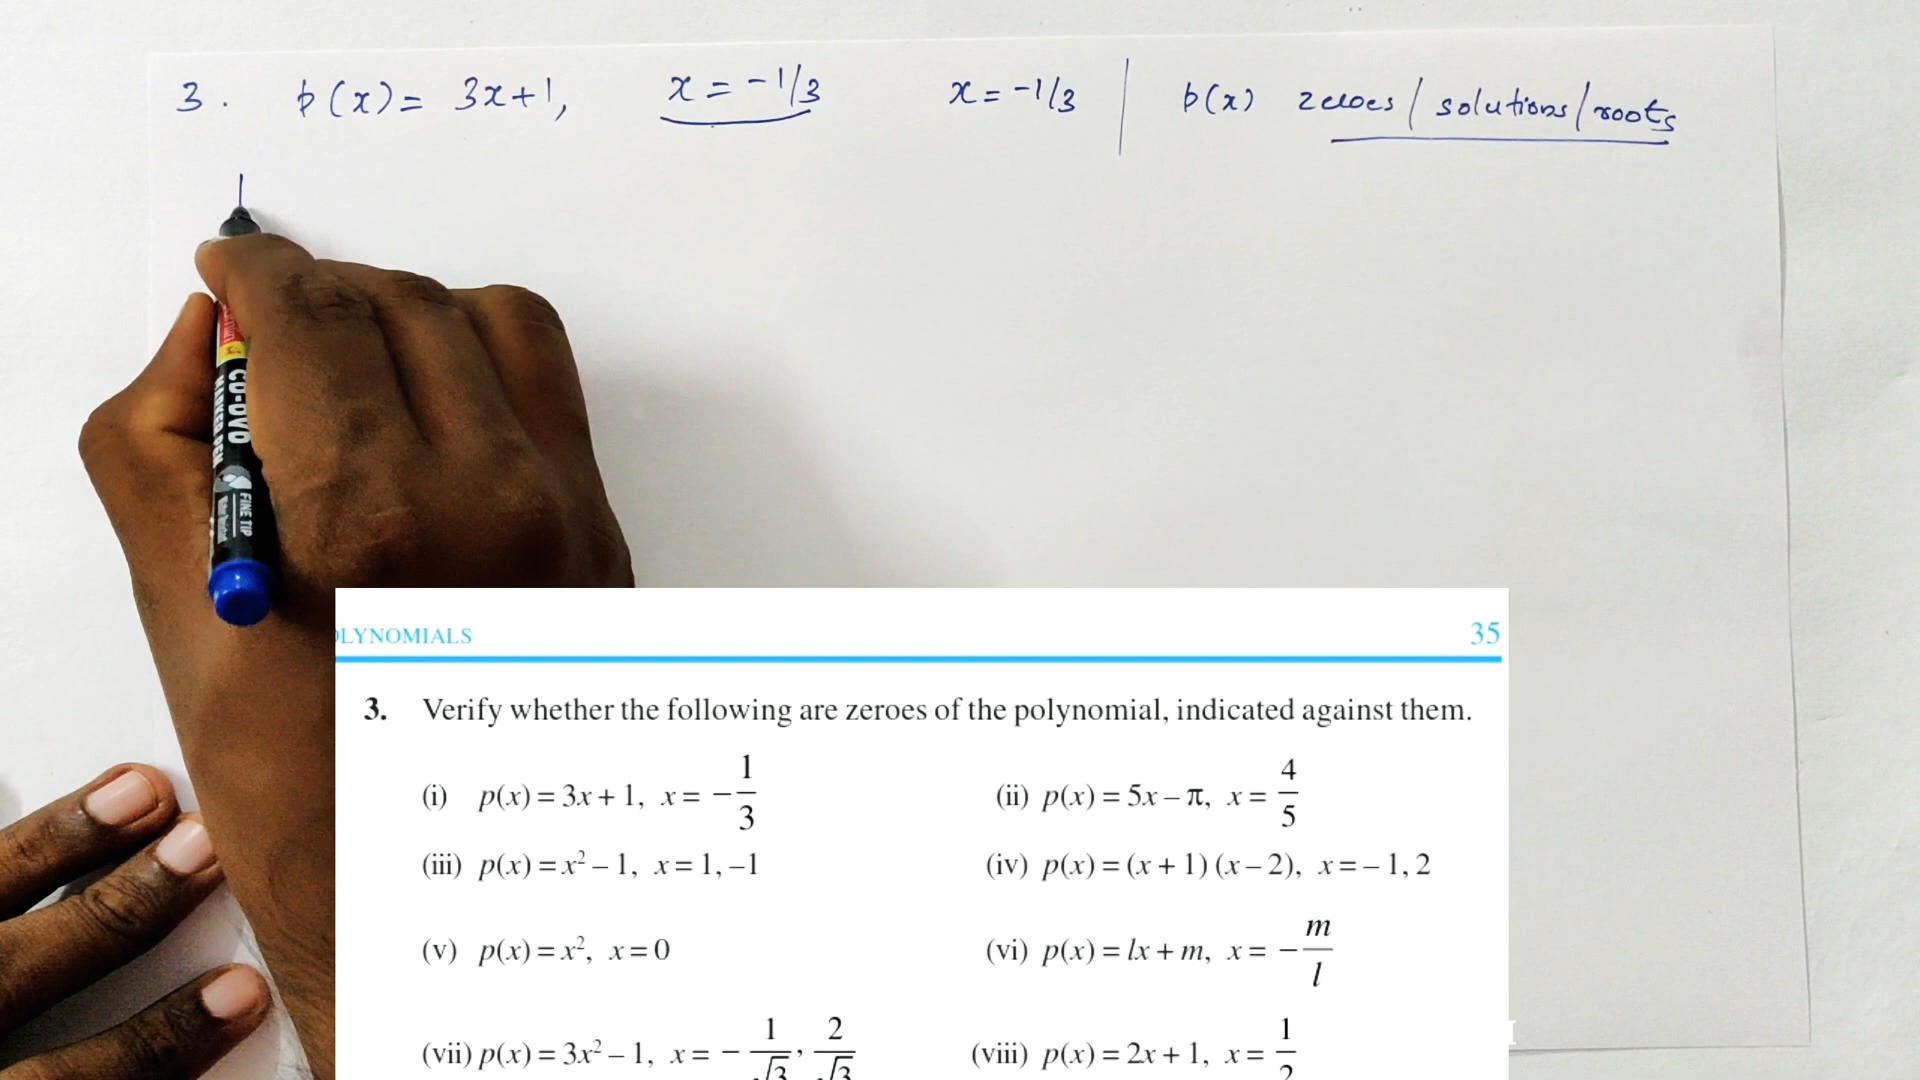 3. p(x) = 3x+1, x = -1/3 x = -1/3 | p(x) zeroes / solutions / roots
CD-DVD
MARKER PEN
FINE TIP
OLYNOMIALS 35
3. Verify whether the following are zeroes of the polynomial, indicated against them.
(i) p(x) = 3x + 1, x = –1/3 (ii) p(x) = 5x – π, x = 4/5
(iii) p(x) = x² – 1, x = 1, –1 (iv) p(x) = (x + 1) (x – 2), x = – 1, 2
(v) p(x) = x², x = 0 (vi) p(x) = lx + m, x = – m/l
(vii) p(x) = 3x² – 1, x = – 1/√3, 2/√3 (viii) p(x) = 2x + 1, x = 1/2